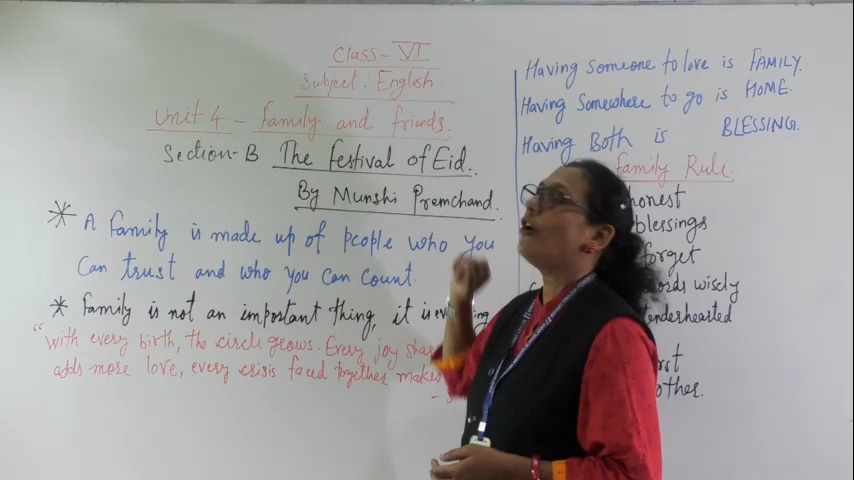 Class - VI
Subject : English
Unit 4 - Family and friends.
Section-B The Festival of Eid.
By Munshi Premchand.
* A Family is made up of people who you
Can trust and who you can count.
* Family is not an important thing, it is
"With every birth, the circle grows. Every joy
adds more love, every crisis faced together makes
Having Someone to love is FAMILY.
Having Somewhere to go is HOME.
Having Both is BLESSING.
Family Rule.
honest
blessings
forget
wisely